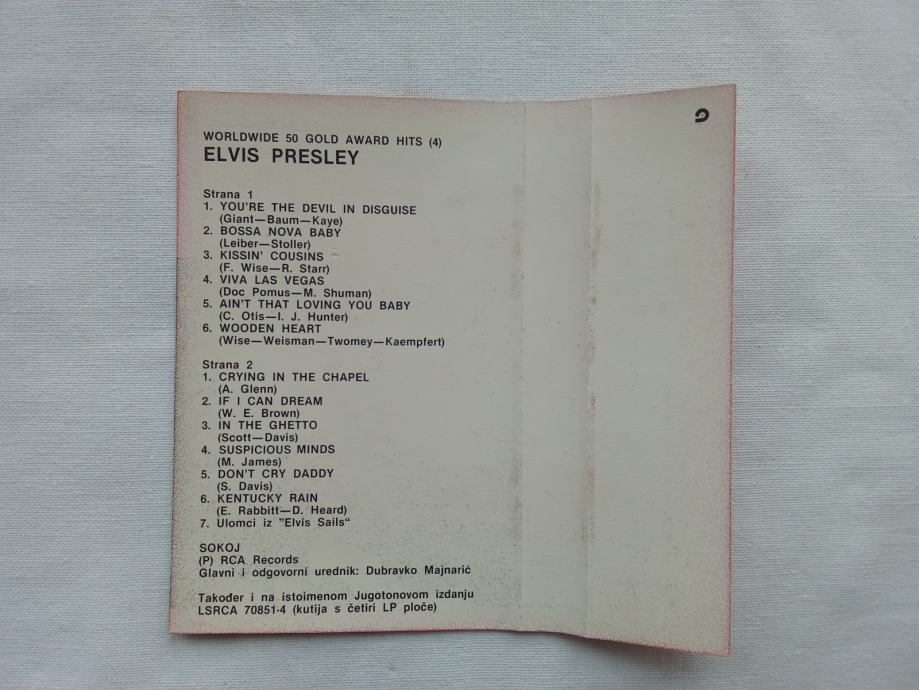 WORLDWIDE 50 GOLD AWARD HITS (4)
ELVIS PRESLEY
Strana 1
1. YOU'RE THE DEVIL IN DISGUISE
(Giant—Baum—Kaye)
2. BOSSA NOVA BABY
(Leiber—Stoller)
3. KISSIN' COUSINS
(F. Wise—R. Starr)
4. VIVA LAS VEGAS
(Doc Pomus—M. Shuman)
5. AIN'T THAT LOVING YOU BABY
(C. Otis—I. J. Hunter)
6. WOODEN HEART
(Wise—Weisman—Twomey—Kaempfert)
Strana 2
1. CRYING IN THE CHAPEL
(A. Glenn)
2. IF I CAN DREAM
(W. E. Brown)
3. IN THE GHETTO
(Scott—Davis)
4. SUSPICIOUS MINDS
(M. James)
5. DON'T CRY DADDY
(S. Davis)
6. KENTUCKY RAIN
(E. Rabbitt—D. Heard)
7. Ulomci iz "Elvis Sails"
SOKOJ
(P) RCA Records
Glavni i odgovorni urednik: Dubravko Majnarić
Također i na istoimenom Jugotonovom izdanju
LSRCA 70851-4 (kutija s četiri LP ploče)